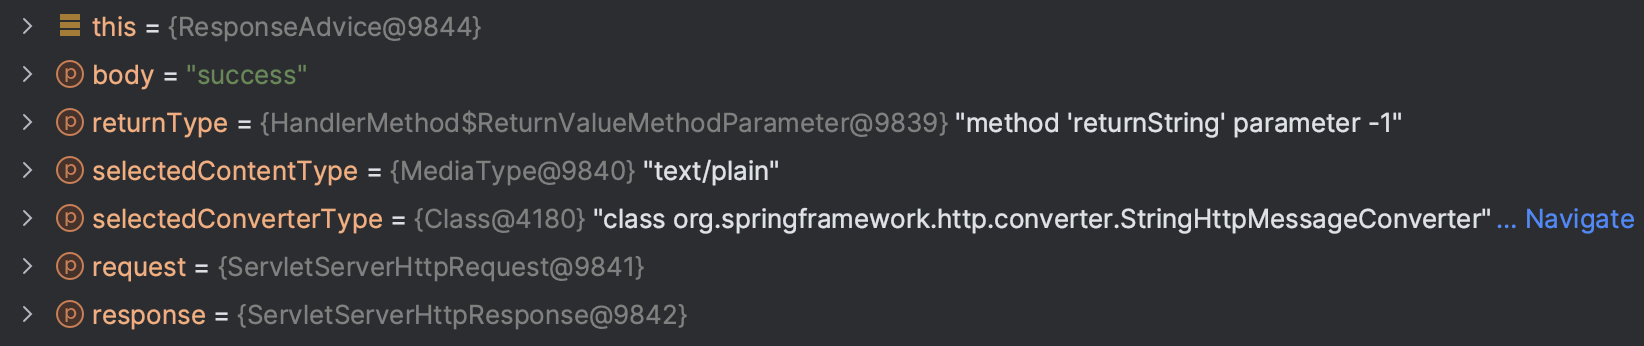 this = {ResponseAdvice@9844}
p body = "success"
p returnType = {HandlerMethod$ReturnValueMethodParameter@9839} "method 'returnString' parameter -1"
p selectedContentType = {MediaType@9840} "text/plain"
p selectedConverterType = {Class@4180} "class org.springframework.http.converter.StringHttpMessageConverter" ... Navigate
p request = {ServletServerHttpRequest@9841}
p response = {ServletServerHttpResponse@9842}